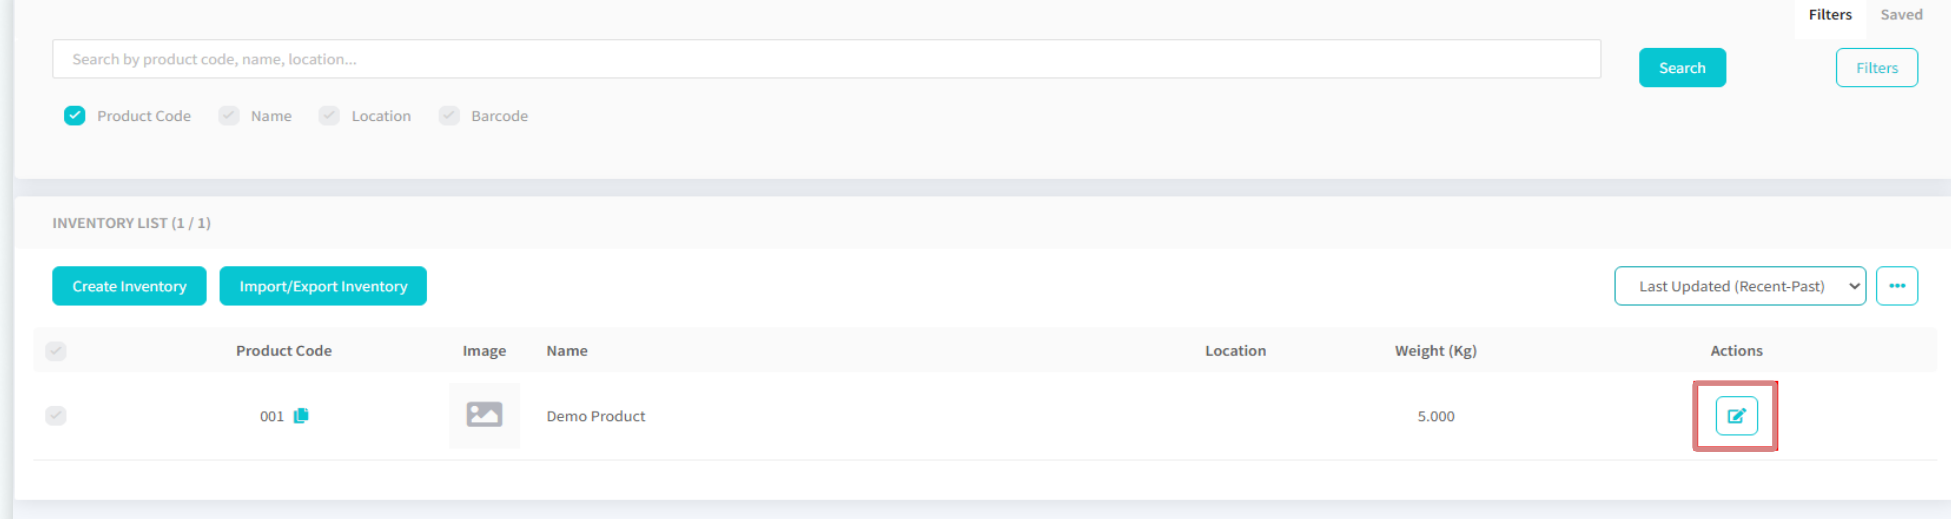 Filters Saved
Search by product code, name, location...
Search
Filters
Product Code Name Location Barcode
INVENTORY LIST (1 / 1)
Create Inventory Import/Export Inventory Last Updated (Recent-Past)
Product Code Image Name Location Weight (Kg) Actions
001 Demo Product 5.000